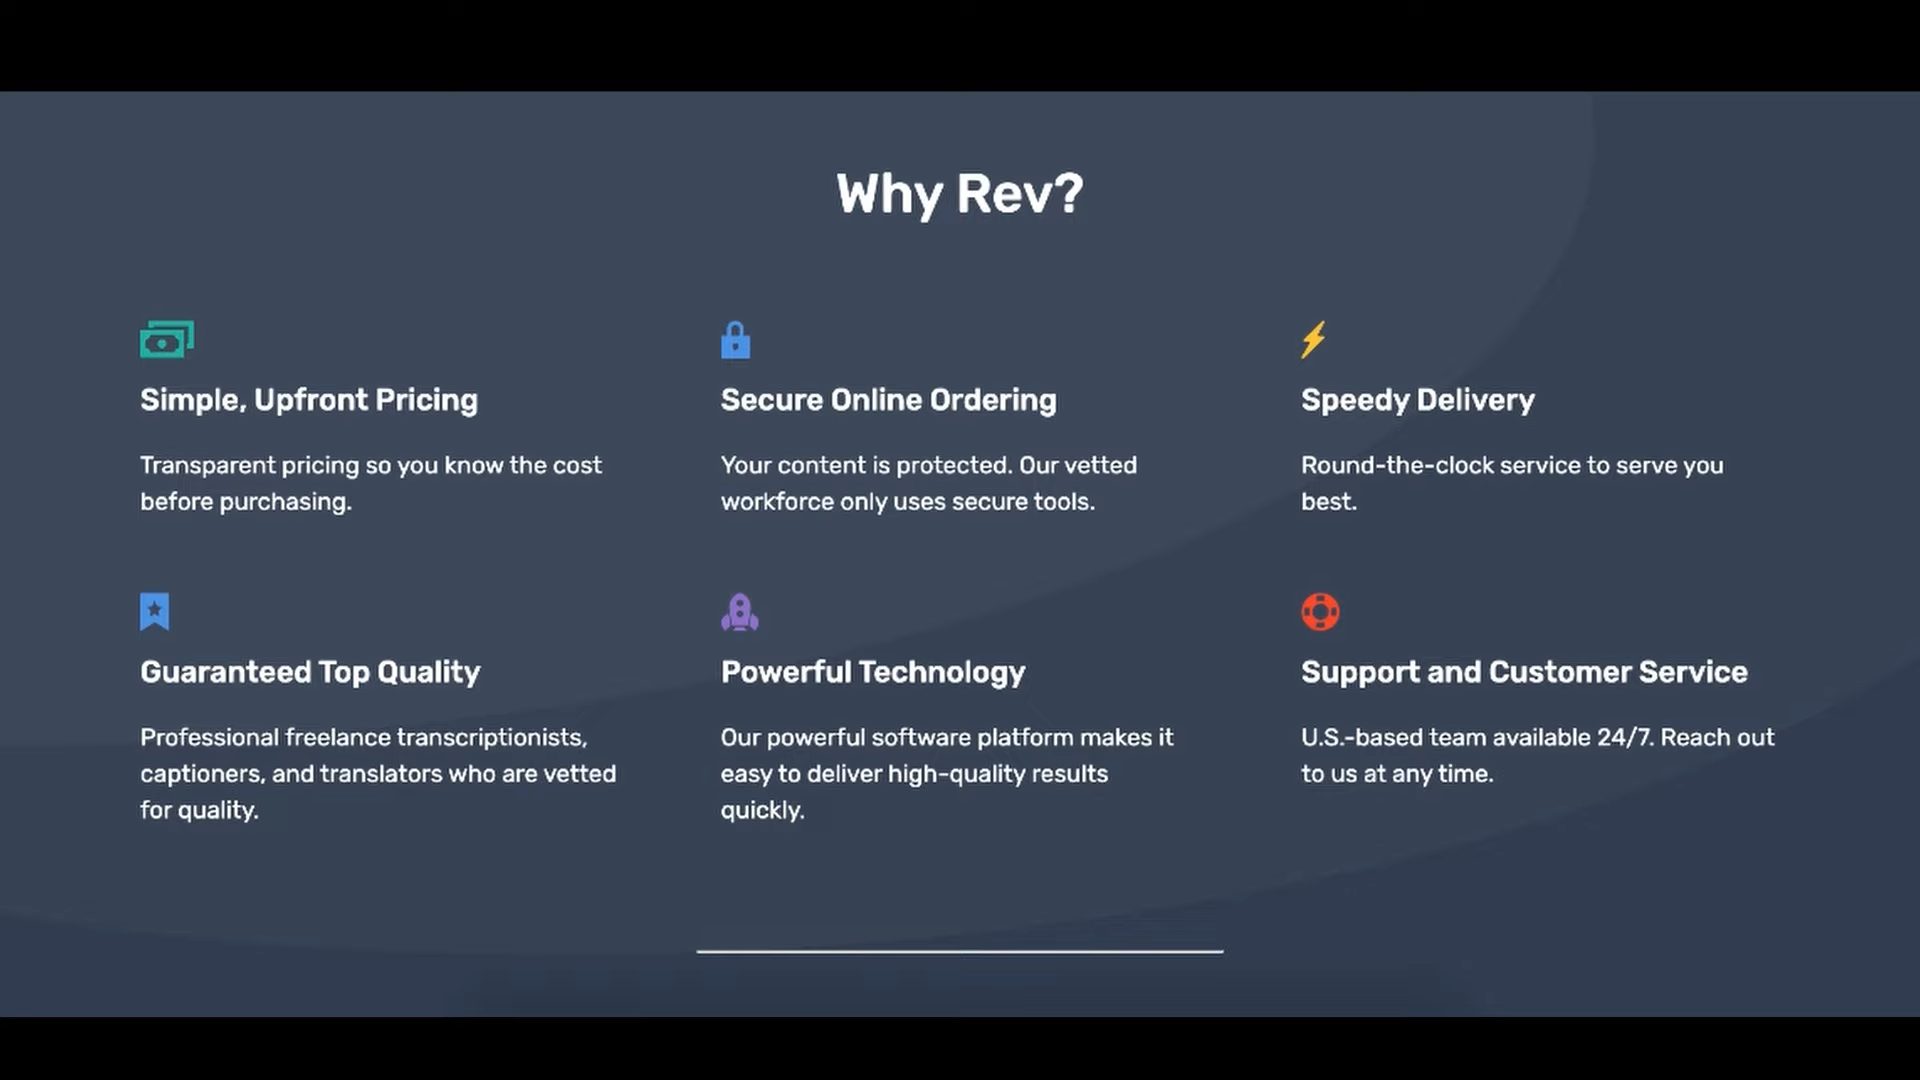 Why Rev?
Simple, Upfront Pricing
Transparent pricing so you know the cost
before purchasing.
Secure Online Ordering
Your content is protected. Our vetted
workforce only uses secure tools.
Speedy Delivery
Round-the-clock service to serve you
best.
Guaranteed Top Quality
Professional freelance transcriptionists,
captioners, and translators who are vetted
for quality.
Powerful Technology
Our powerful software platform makes it
easy to deliver high-quality results
quickly.
Support and Customer Service
U.S.-based team available 24/7. Reach out
to us at any time.